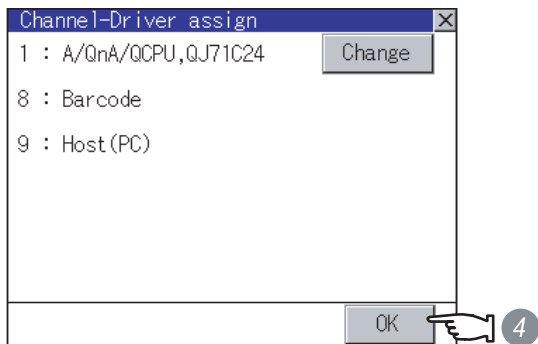 Channel-Driver assign
1 : A/QnA/QCPU,QJ71C24 Change
8 : Barcode
9 : Host(PC)
OK 4